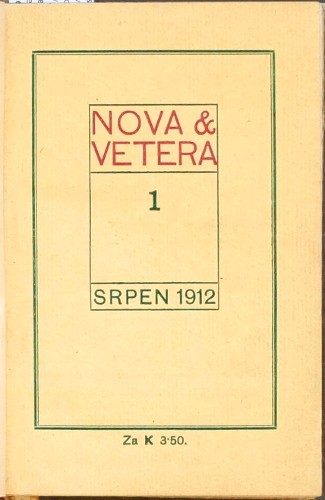 NOVA &
VETERA
1
SRPEN 1912
Za K 3·50.